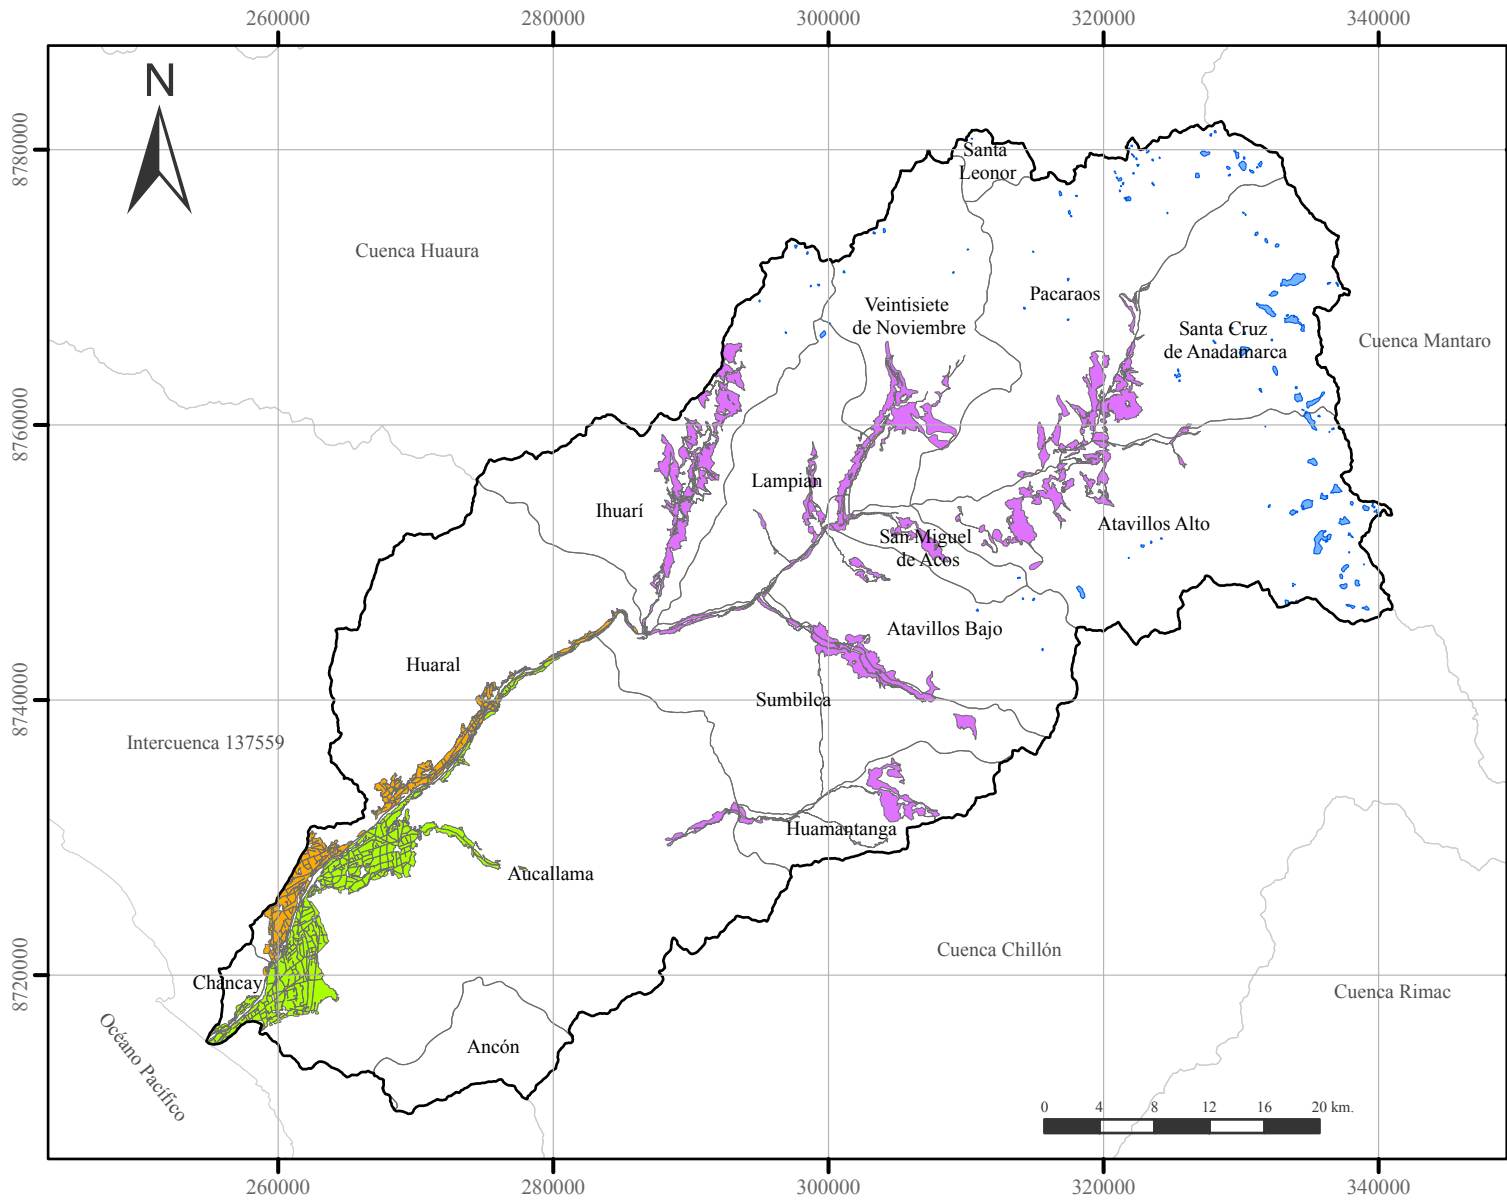 260000
280000
300000
320000
340000
N
8780000
8760000
8740000
8720000
Santa
Leonor
Cuenca Huaura
Veintisiete
de Noviembre
Pacaraos
Santa Cruz
de Anadamarca
Cuenca Mantaro
Lampian
Ihuarí
San Miguel
de Acos
Atavillos Alto
Atavillos Bajo
Huaral
Sumbilca
Intercuenca 137559
Huamantanga
Aucallama
Cuenca Chillón
Chancay
Cuenca Rimac
Océano Pacífico
Ancón
0 4 8 12 16 20 km.
260000
280000
300000
320000
340000